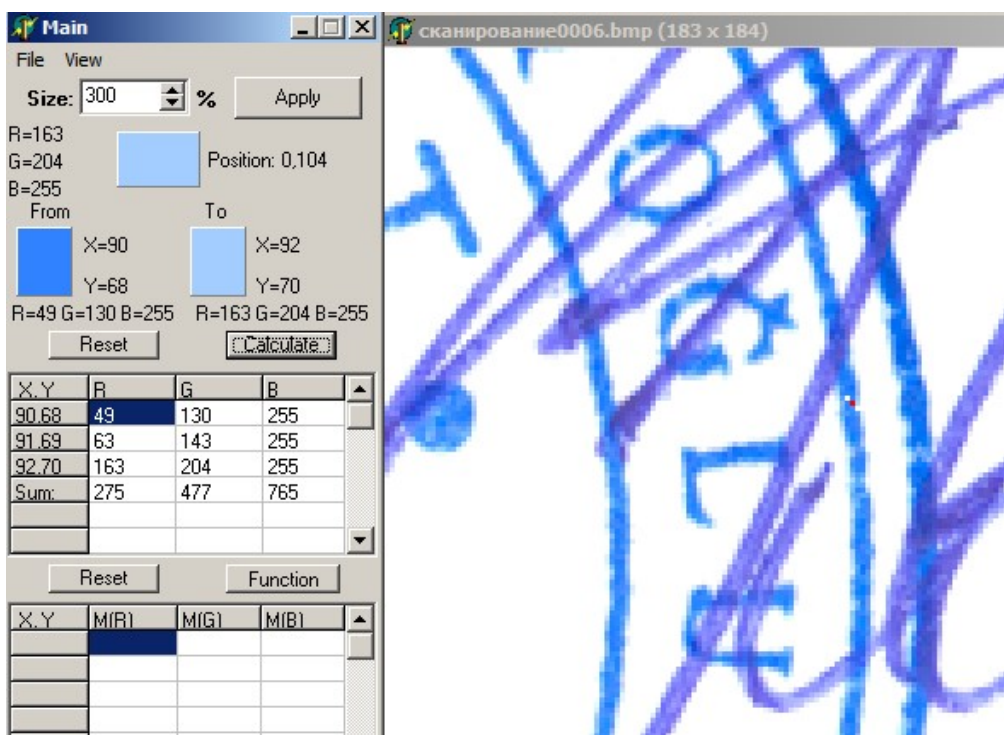 Main
сканирование0006.bmp (183 x 184)
File View
Size: 300 % Apply
R=163
G=204
B=255
Position: 0,104
From To
X=90 X=92
Y=68 Y=70
R=49 G=130 B=255 R=163 G=204 B=255
Reset Calculate
X.Y R G B
90.68 49 130 255
91.69 63 143 255
92.70 163 204 255
Sum: 275 477 765
Reset Function
X.Y M(R) M(G) M(B)